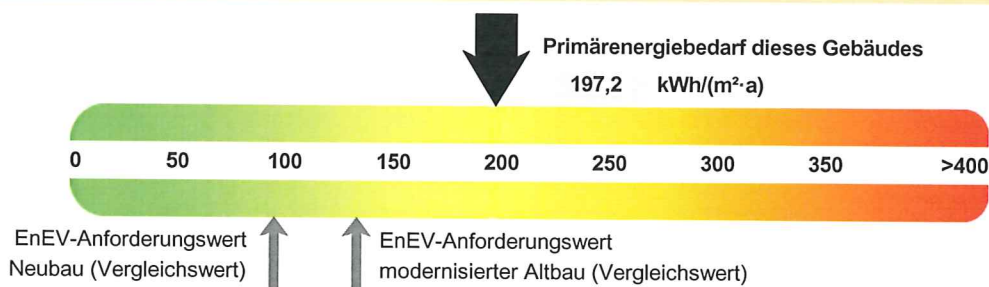 Primärenergiebedarf dieses Gebäudes
197,2 kWh/(m²·a)
0 50 100 150 200 250 300 350 >400
EnEV-Anforderungswert
Neubau (Vergleichswert)
EnEV-Anforderungswert
modernisierter Altbau (Vergleichswert)